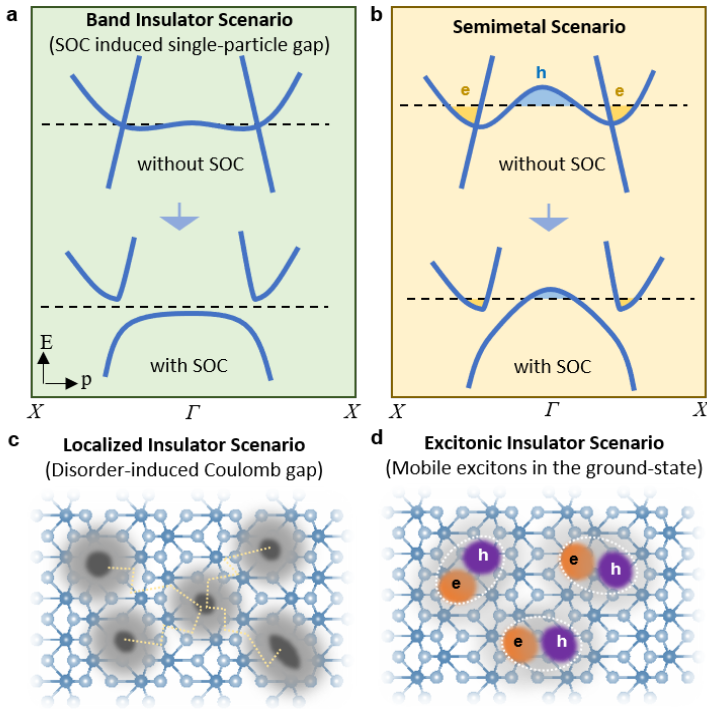 a
Band Insulator Scenario
(SOC induced single-particle gap)
without SOC
with SOC
E
p
X
Γ
X
b
Semimetal Scenario
e
h
e
without SOC
with SOC
X
Γ
X
c
Localized Insulator Scenario
(Disorder-induced Coulomb gap)
d
Excitonic Insulator Scenario
(Mobile excitons in the ground-state)
h
e
e
h
e
h